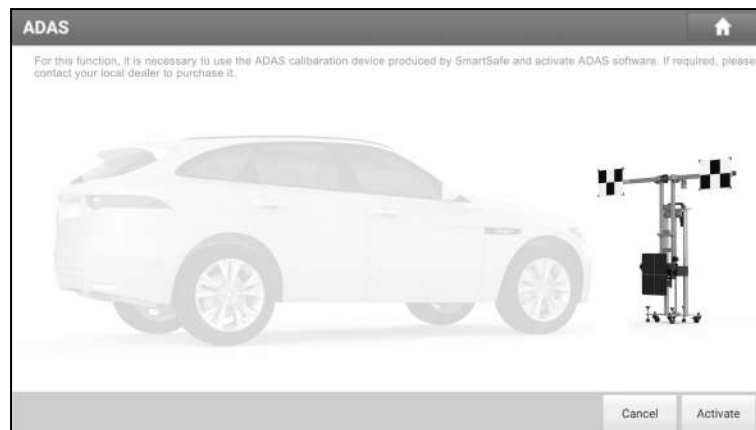 ADAS
For this function, it is necessary to use the ADAS calibaration device produced by SmartSafe and activate ADAS software. If required, please
contact your local dealer to purchase it.
Cancel Activate